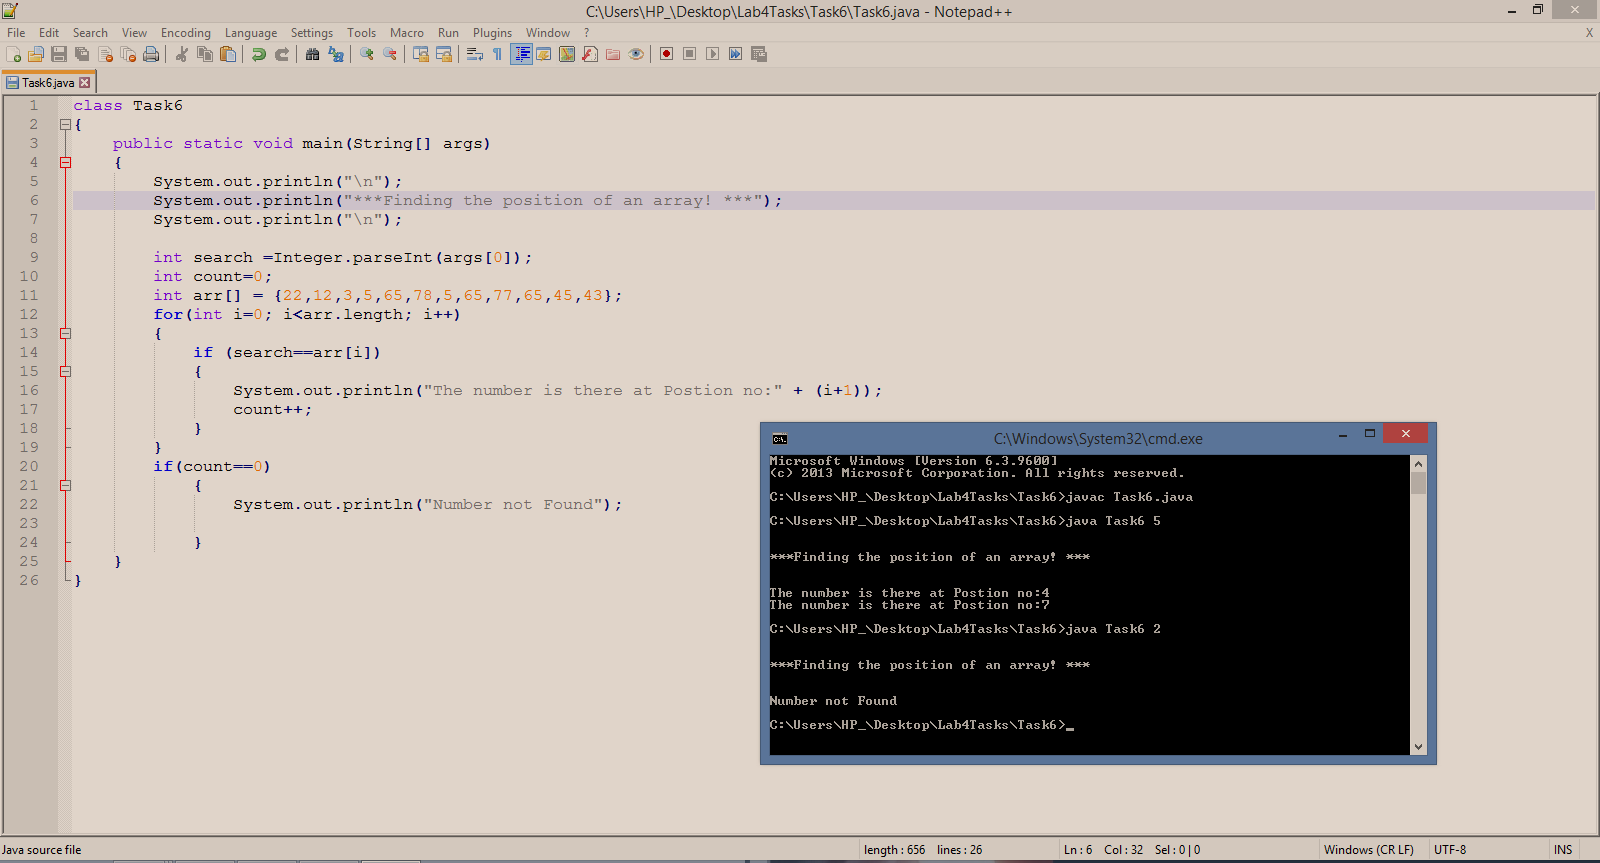 C:\Users\HP_\Desktop\Lab4Tasks\Task6\Task6.java - Notepad++
File Edit Search View Encoding Language Settings Tools Macro Run Plugins Window ? X
Task6.java
1 class Task6
2 {
3 public static void main(String[] args)
4 {
5 System.out.println("\n");
6 System.out.println("***Finding the position of an array! ***");
7 System.out.println("\n");
8
9 int search =Integer.parseInt(args[0]);
10 int count=0;
11 int arr[] = {22,12,3,5,65,78,5,65,77,65,45,43};
12 for(int i=0; i<arr.length; i++)
13 {
14 if (search==arr[i])
15 {
16 System.out.println("The number is there at Postion no:" + (i+1));
17 count++;
18 }
19 }
20 if(count==0)
21 {
22 System.out.println("Number not Found");
23
24 }
25 }
26 }
C:\Windows\System32\cmd.exe
Microsoft Windows [Version 6.3.9600]
(c) 2013 Microsoft Corporation. All rights reserved.
C:\Users\HP_\Desktop\Lab4Tasks\Task6>javac Task6.java
C:\Users\HP_\Desktop\Lab4Tasks\Task6>java Task6 5
***Finding the position of an array! ***
The number is there at Postion no:4
The number is there at Postion no:7
C:\Users\HP_\Desktop\Lab4Tasks\Task6>java Task6 2
***Finding the position of an array! ***
Number not Found
C:\Users\HP_\Desktop\Lab4Tasks\Task6>_
Java source file length : 656 lines : 26 Ln : 6 Col : 32 Sel : 0 | 0 Windows (CR LF) UTF-8 INS